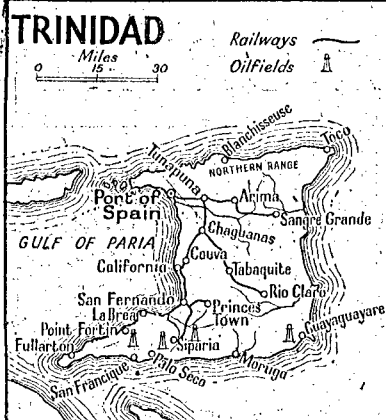 TRINIDAD
Miles
0 15 30
Railways
Oilfields
Blanchisseuse
Toco
NORTHERN RANGE
Tunapuna
Port of
Spain
Arima
Sangre Grande
Chaguanas
GULF OF PARIA
Couva
California
Tabaquite
San Fernando
Rio Claro
La Brea
Princes
Town
Point Fortin
Guayaquayare
Fullarton
Siparia
Moruga
San Francique
Palo Seco